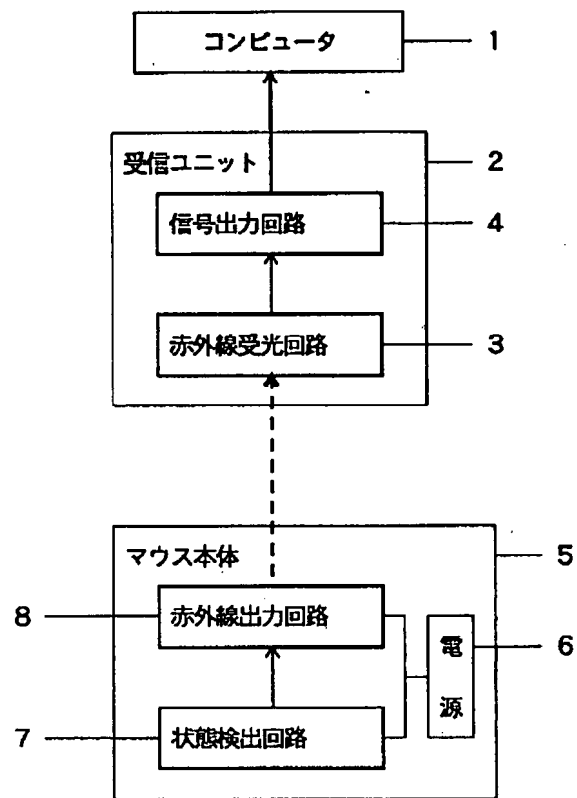 コンピュータ 1
受信ユニット 2
信号出力回路 4
赤外線受光回路 3
マウス本体 5
8 赤外線出力回路
電源 6
7 状態検出回路